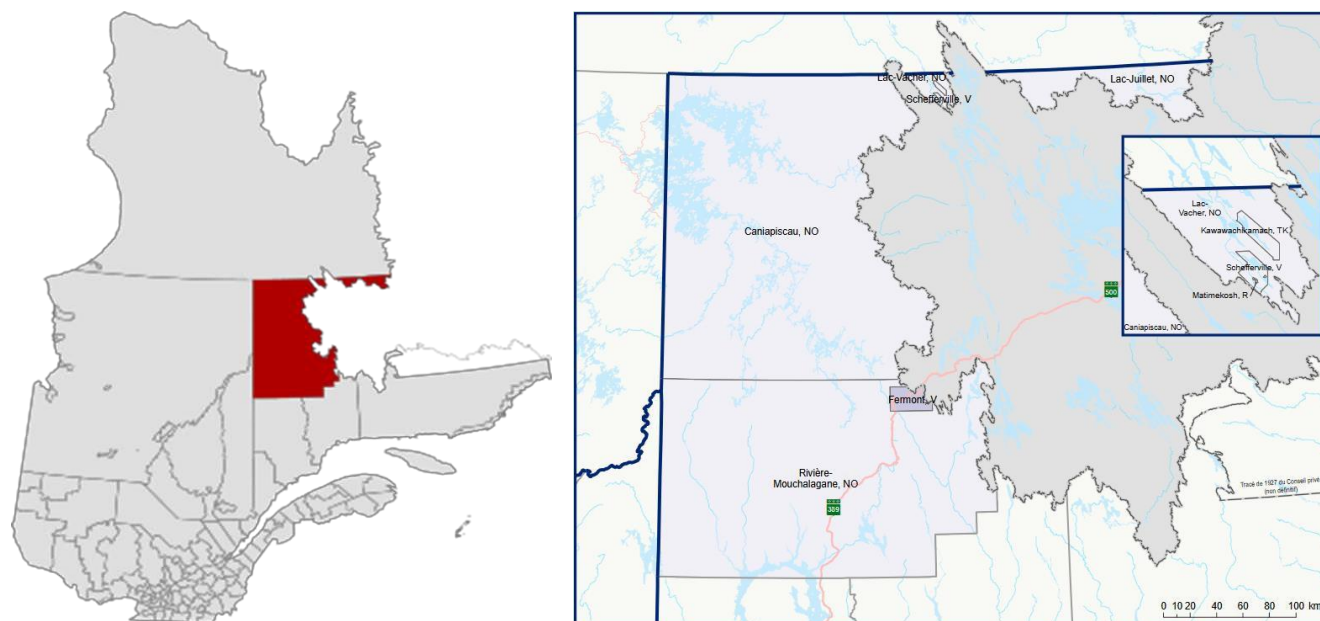 Lac-Vacher, NO
Schefferville, V
Lac-Juillet, NO
Lac-
Vacher, NO
Kawawachikamach, TK
Schefferville, V
Matimekosh, R
Caniapiscau, NO
Caniapiscau, NO
500
Fermont, V
Rivière-
Mouchalagane, NO
389
Tracé de 1927 du Conseil privé
(non définitif)
0 10 20 40 60 80 100 km